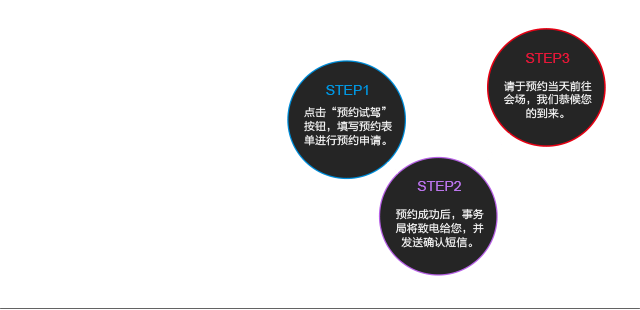 STEP1
点击“预约试驾”
按钮，填写预约表
单进行预约申请。
STEP2
预约成功后，事务
局将致电给您，并
发送确认短信。
STEP3
请于预约当天前往
会场，我们恭候您
的到来。